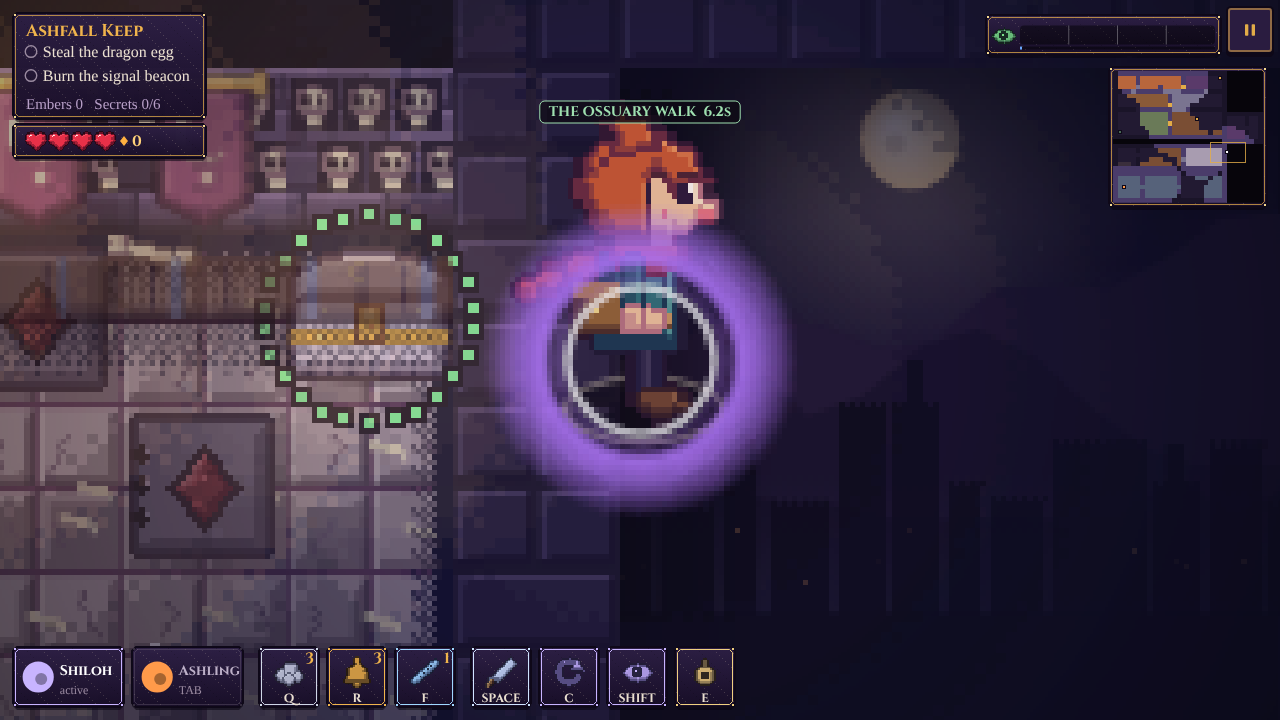 ASHFALL KEEP
Steal the dragon egg
Burn the signal beacon
Embers 0 Secrets 0/6
0
THE OSSUARY WALK 6.2s
SHILOH
active
ASHLING
TAB
3
Q
3
R
1
F
SPACE
C
SHIFT
E